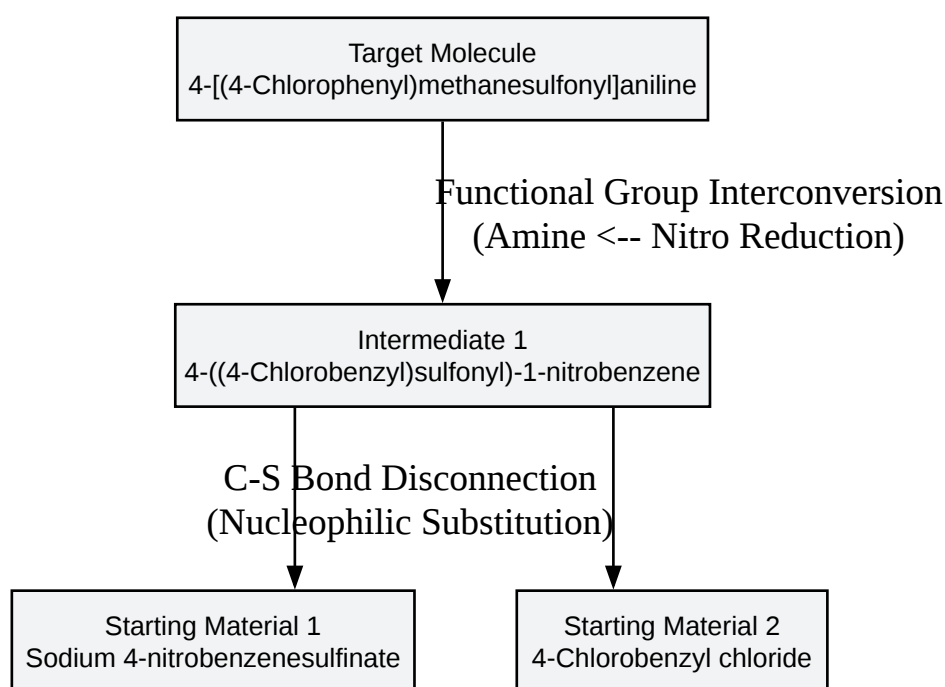 Target Molecule
4-[(4-Chlorophenyl)methanesulfonyl]aniline
Functional Group Interconversion
(Amine <-- Nitro Reduction)
Intermediate 1
4-((4-Chlorobenzyl)sulfonyl)-1-nitrobenzene
C-S Bond Disconnection
(Nucleophilic Substitution)
Starting Material 1
Sodium 4-nitrobenzenesulfinate
Starting Material 2
4-Chlorobenzyl chloride